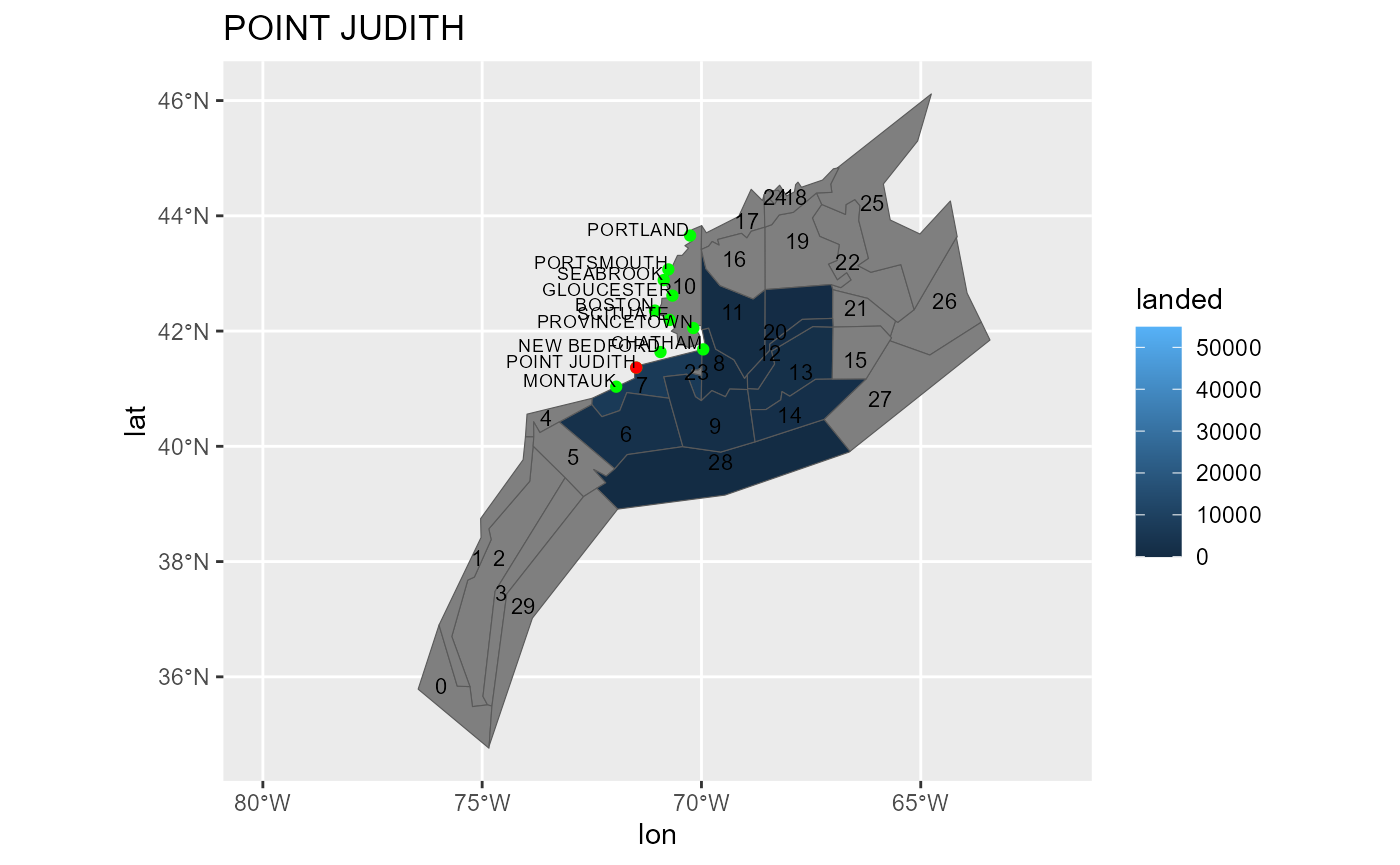 POINT JUDITH
46°N
44°N
42°N
40°N
38°N
36°N
lat
80°W
75°W
70°W
65°W
lon
PORTLAND
PORTSMOUTH
SEABROOK
GLOUCESTER
BOSTON
SCITUATE
PROVINCETOWN
CHATHAM
NEW BEDFORD
POINT JUDITH
MONTAUK
24
18
25
17
19
16
22
10
26
11
21
20
12
15
8
23
13
7
27
14
4
9
6
5
28
1
2
3
29
0
landed
50000
40000
30000
20000
10000
0